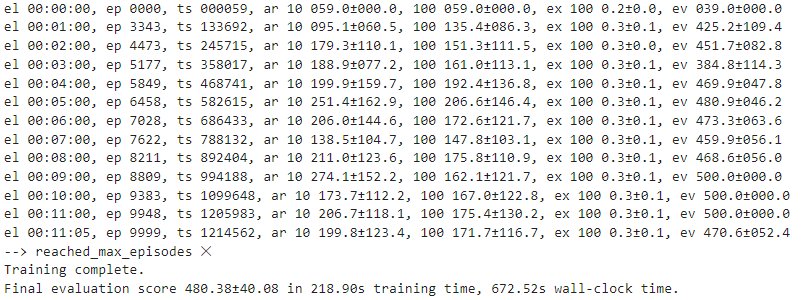 el 00:00:00, ep 0000, ts 000059, ar 10 059.0±000.0, 100 059.0±000.0, ex 100 0.2±0.0, ev 039.0±000.0
el 00:01:00, ep 3343, ts 133692, ar 10 095.1±060.5, 100 135.4±086.3, ex 100 0.3±0.1, ev 425.2±109.4
el 00:02:00, ep 4473, ts 245715, ar 10 179.3±110.1, 100 151.3±111.5, ex 100 0.3±0.0, ev 451.7±082.8
el 00:03:00, ep 5177, ts 358017, ar 10 188.9±077.2, 100 161.0±113.1, ex 100 0.3±0.1, ev 384.8±114.3
el 00:04:00, ep 5849, ts 468741, ar 10 199.9±159.7, 100 192.4±136.8, ex 100 0.3±0.1, ev 469.9±047.8
el 00:05:00, ep 6458, ts 582615, ar 10 251.4±162.9, 100 206.6±146.4, ex 100 0.3±0.1, ev 480.9±046.2
el 00:06:00, ep 7028, ts 686433, ar 10 206.0±144.6, 100 172.6±121.7, ex 100 0.3±0.1, ev 473.3±063.6
el 00:07:00, ep 7622, ts 788132, ar 10 138.5±104.7, 100 147.8±103.1, ex 100 0.3±0.1, ev 459.9±056.1
el 00:08:00, ep 8211, ts 892404, ar 10 211.0±123.6, 100 175.8±110.9, ex 100 0.3±0.1, ev 468.6±056.0
el 00:09:00, ep 8809, ts 994188, ar 10 274.1±152.2, 100 162.1±121.7, ex 100 0.3±0.1, ev 500.0±000.0
el 00:10:00, ep 9383, ts 1099648, ar 10 173.7±112.2, 100 167.0±122.8, ex 100 0.3±0.1, ev 500.0±000.0
el 00:11:00, ep 9948, ts 1205983, ar 10 206.7±118.1, 100 175.4±130.2, ex 100 0.3±0.1, ev 500.0±000.0
el 00:11:05, ep 9999, ts 1214562, ar 10 199.8±123.4, 100 171.7±116.7, ex 100 0.3±0.1, ev 470.6±052.4
--> reached_max_episodes ×
Training complete.
Final evaluation score 480.38±40.08 in 218.90s training time, 672.52s wall-clock time.